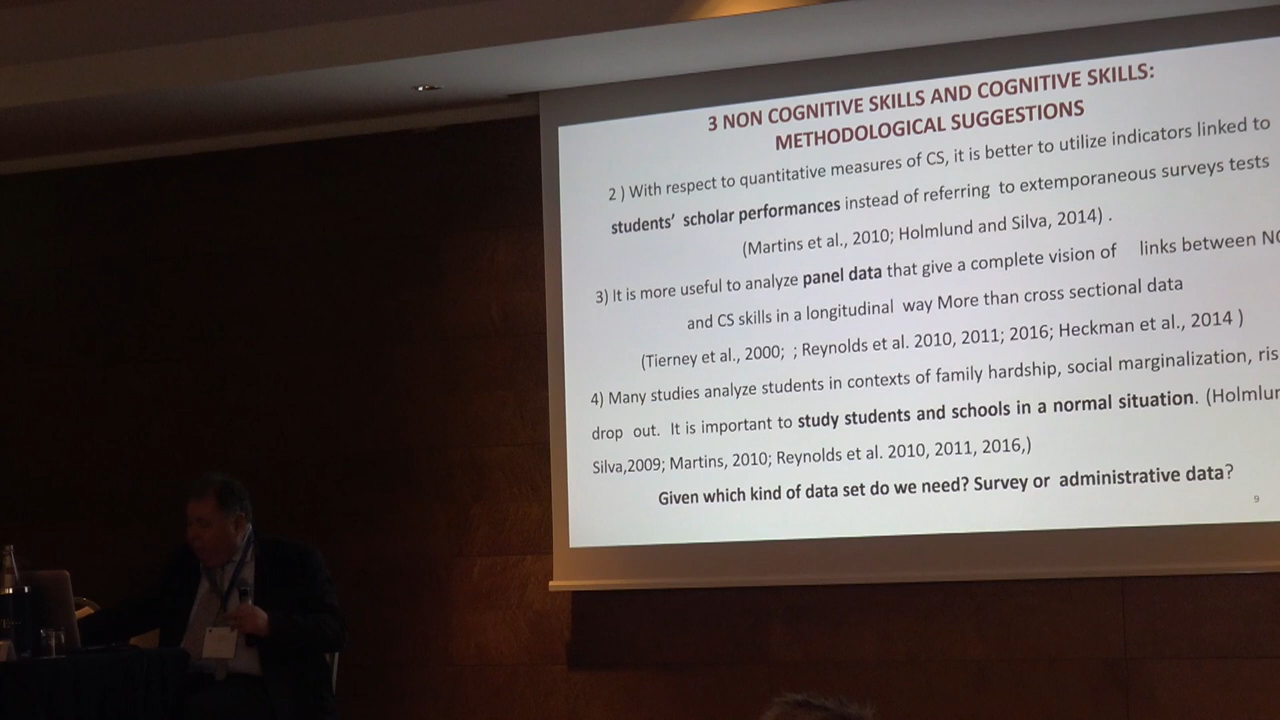 3 NON COGNITIVE SKILLS AND COGNITIVE SKILLS:
METHODOLOGICAL SUGGESTIONS
2 ) With respect to quantitative measures of CS, it is better to utilize indicators linked to
students' scholar performances instead of referring to extemporaneous surveys tests
(Martins et al., 2010; Holmlund and Silva, 2014) .
3) It is more useful to analyze panel data that give a complete vision of links between
and CS skills in a longitudinal way More than cross sectional data
(Tierney et al., 2000; ; Reynolds et al. 2010, 2011; 2016; Heckman et al., 2014 )
4) Many studies analyze students in contexts of family hardship, social marginalization,
drop out. It is important to study students and schools in a normal situation.
Silva,2009; Martins, 2010; Reynolds et al. 2010, 2011, 2016,)
Given which kind of data set do we need? Survey or administrative data?
9